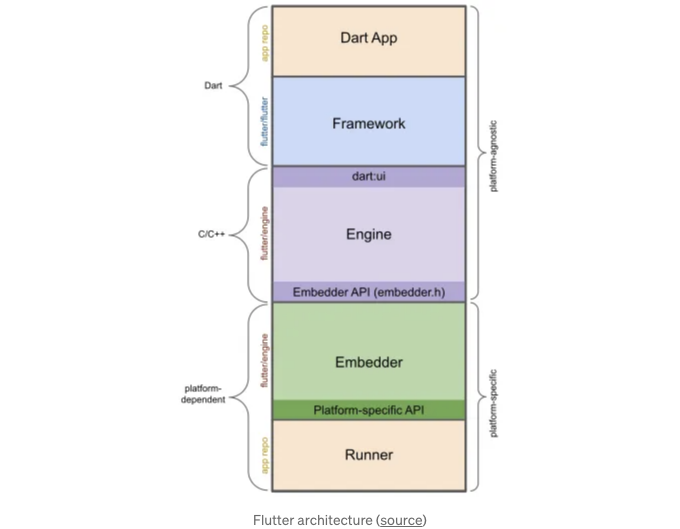 Dart App
app repo
Dart
Framework
flutter/flutter
platform-agnostic
dart:ui
C/C++
Engine
flutter/engine
Embedder API (embedder.h)
Embedder
flutter/engine
platform-
dependent
platform-specific
Platform-specific API
Runner
app repo
Flutter architecture (source)